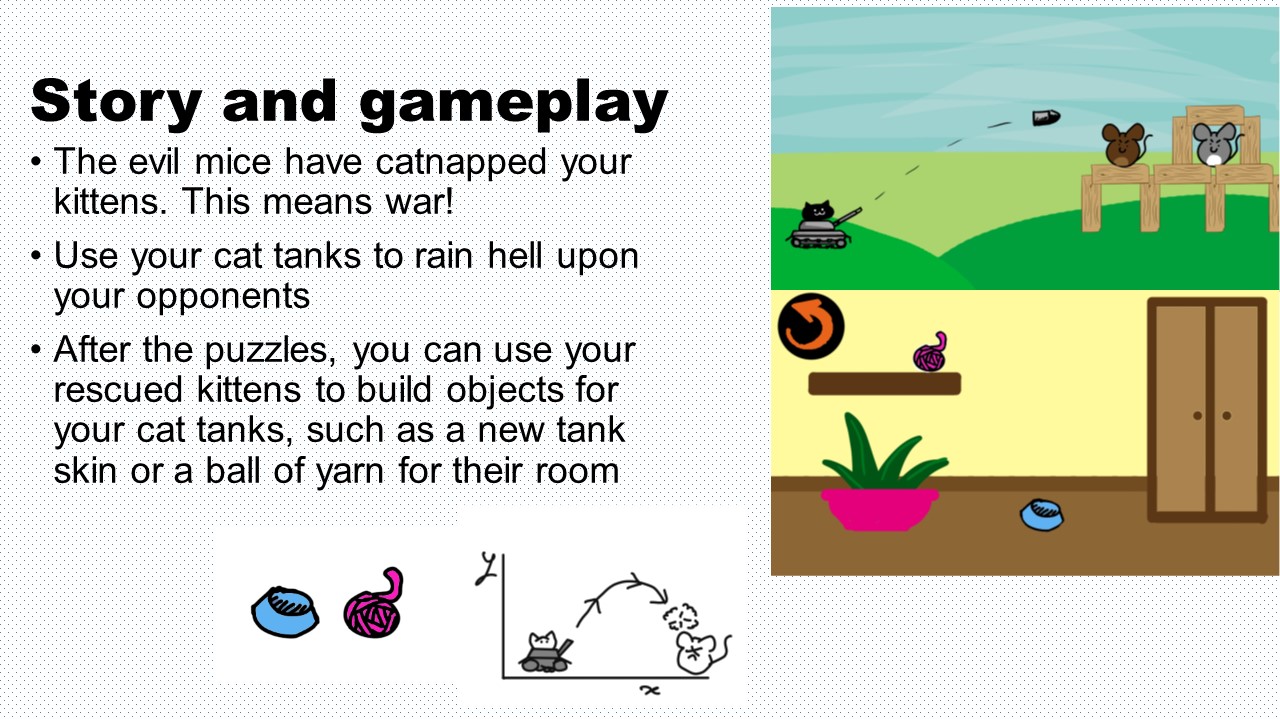 Story and gameplay
• The evil mice have catnapped your
kittens. This means war!
• Use your cat tanks to rain hell upon
your opponents
• After the puzzles, you can use your
rescued kittens to build objects for
your cat tanks, such as a new tank
skin or a ball of yarn for their room
y
x